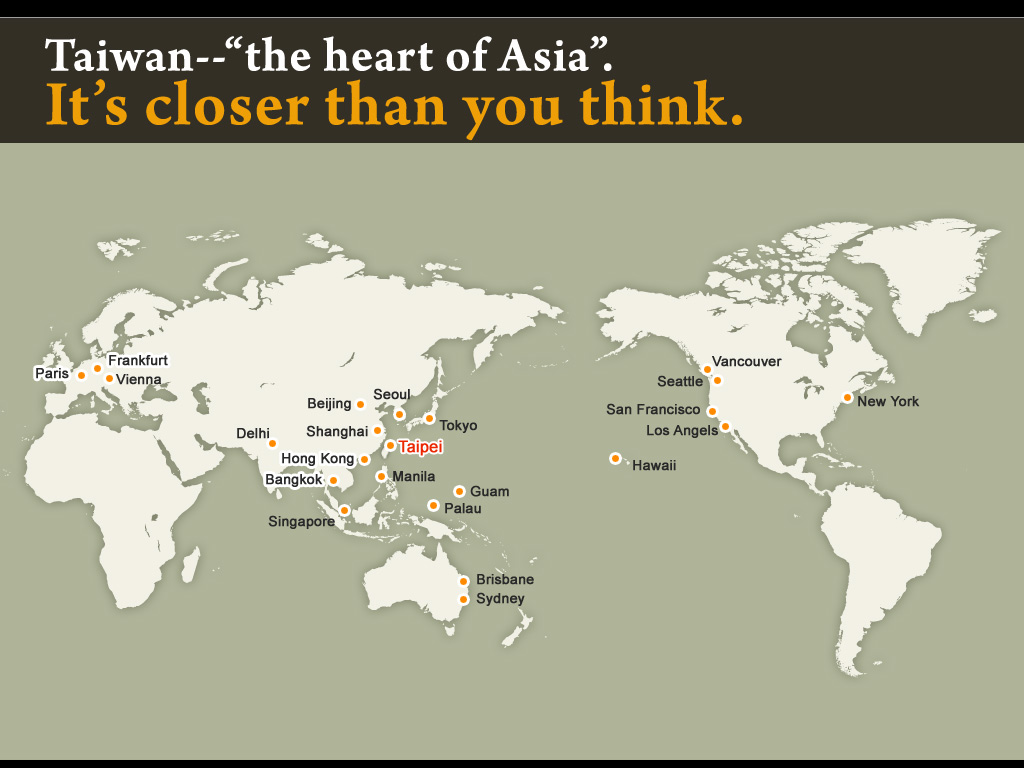 Taiwan--“the heart of Asia”.
It’s closer than you think.
Frankfurt
Paris
Vienna
Vancouver
Seattle
New York
San Francisco
Los Angels
Hawaii
Seoul
Beijing
Tokyo
Delhi
Shanghai
Taipei
Hong Kong
Bangkok
Manila
Guam
Palau
Singapore
Brisbane
Sydney